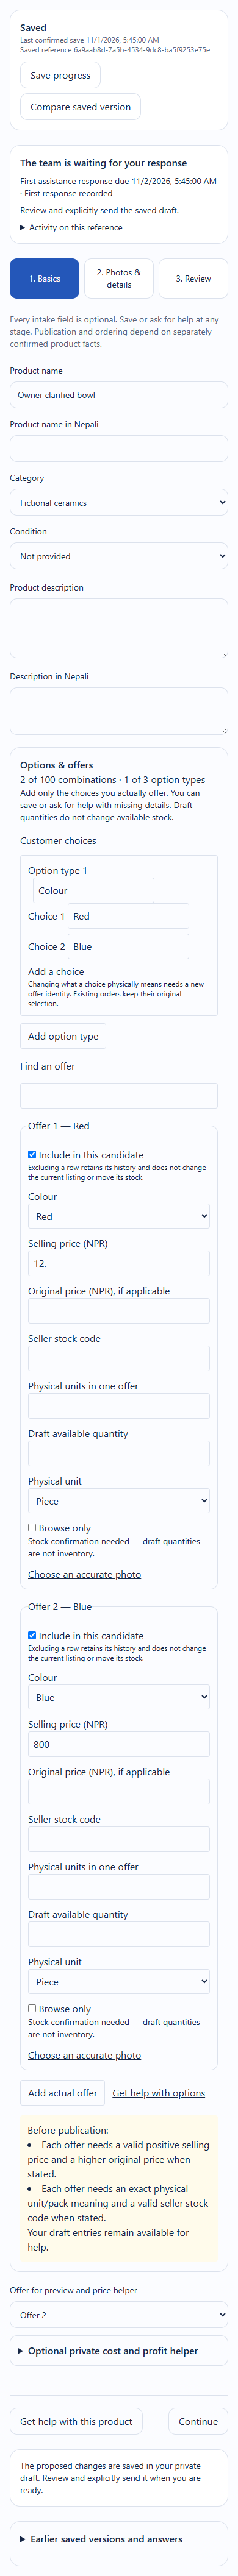 Saved
Last confirmed save 11/1/2026, 5:45:00 AM
Saved reference 6a9aab8d-7a5b-4534-9dc8-ba5f9253e75e
Save progress
Compare saved version
The team is waiting for your response
First assistance response due 11/2/2026, 5:45:00 AM
· First response recorded
Review and explicitly send the saved draft.
Activity on this reference
1. Basics
2. Photos &
details
3. Review
Every intake field is optional. Save or ask for help at any
stage. Publication and ordering depend on separately
confirmed product facts.
Product name
Owner clarified bowl
Product name in Nepali
Category
Fictional ceramics
Condition
Not provided
Product description
Description in Nepali
Options & offers
2 of 100 combinations · 1 of 3 option types
Add only the choices you actually offer. You can
save or ask for help with missing details. Draft
quantities do not change available stock.
Customer choices
Option type 1
Colour
Choice 1 Red
Choice 2 Blue
Add a choice
Changing what a choice physically means needs a new
offer identity. Existing orders keep their original
selection.
Add option type
Find an offer
Offer 1 — Red
Include in this candidate
Excluding a row retains its history and does not change
the current listing or move its stock.
Colour
Red
Selling price (NPR)
12.
Original price (NPR), if applicable
Seller stock code
Physical units in one offer
Draft available quantity
Physical unit
Piece
Browse only
Stock confirmation needed — draft quantities
are not inventory.
Choose an accurate photo
Offer 2 — Blue
Include in this candidate
Excluding a row retains its history and does not change
the current listing or move its stock.
Colour
Blue
Selling price (NPR)
800
Original price (NPR), if applicable
Seller stock code
Physical units in one offer
Draft available quantity
Physical unit
Piece
Browse only
Stock confirmation needed — draft quantities
are not inventory.
Choose an accurate photo
Add actual offer
Get help with options
Before publication:
• Each offer needs a valid positive selling
price and a higher original price when
stated.
• Each offer needs an exact physical
unit/pack meaning and a valid seller stock
code when stated.
Your draft entries remain available for
help.
Offer for preview and price helper
Offer 2
Optional private cost and profit helper
Get help with this product
Continue
The proposed changes are saved in your private
draft. Review and explicitly send it when you are
ready.
Earlier saved versions and answers